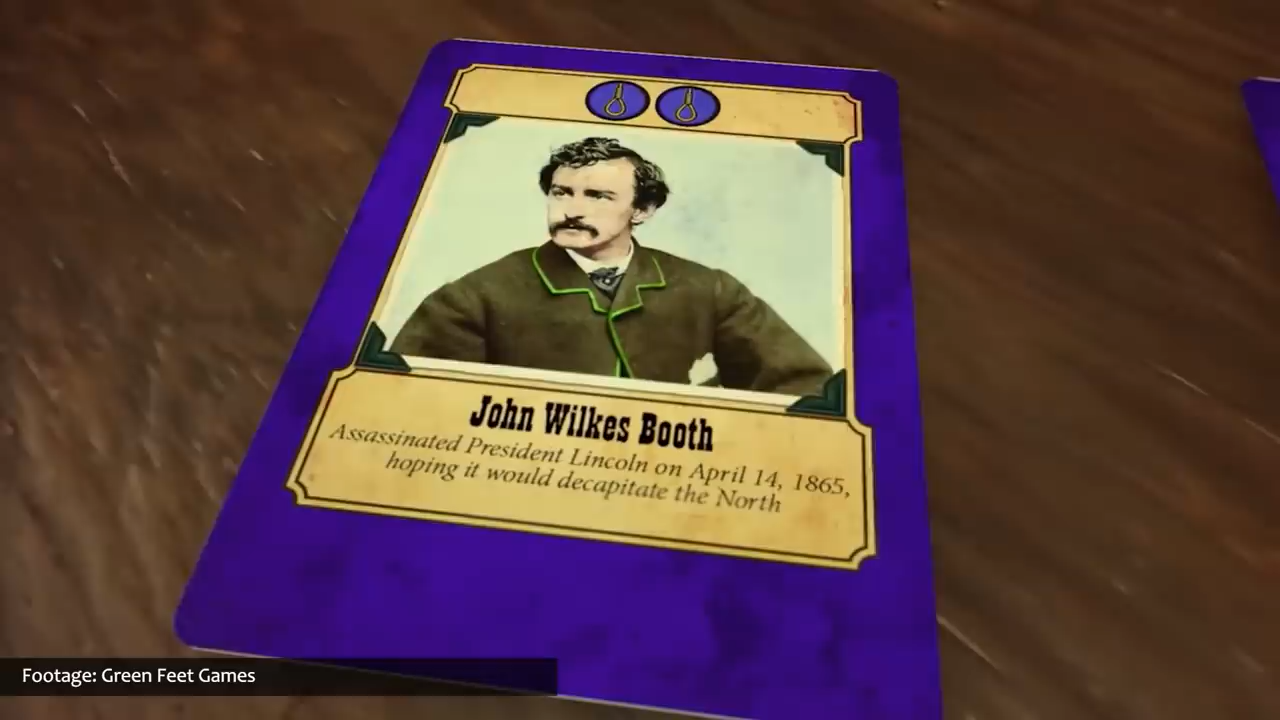 John Wilkes Booth
Assassinated President Lincoln on April 14, 1865,
hoping it would decapitate the North
Footage: Green Feet Games